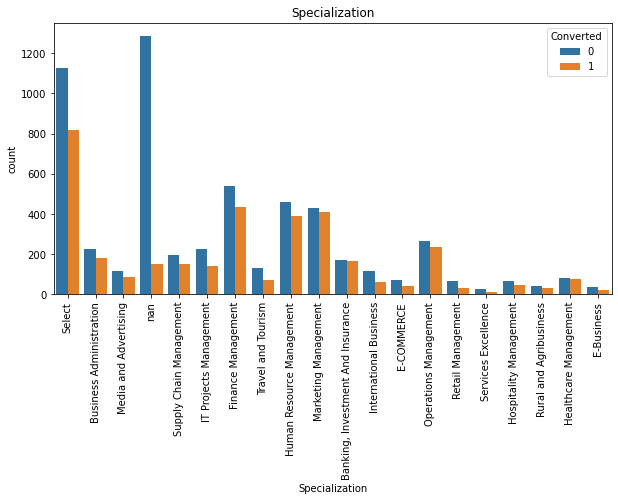 Specialization
Converted
0
1
count
1200
1000
800
600
400
200
0
Select
Business Administration
Media and Advertising
nan
Supply Chain Management
IT Projects Management
Finance Management
Travel and Tourism
Human Resource Management
Marketing Management
Banking, Investment And Insurance
International Business
E-COMMERCE
Operations Management
Retail Management
Services Excellence
Hospitality Management
Rural and Agribusiness
Healthcare Management
E-Business
Specialization